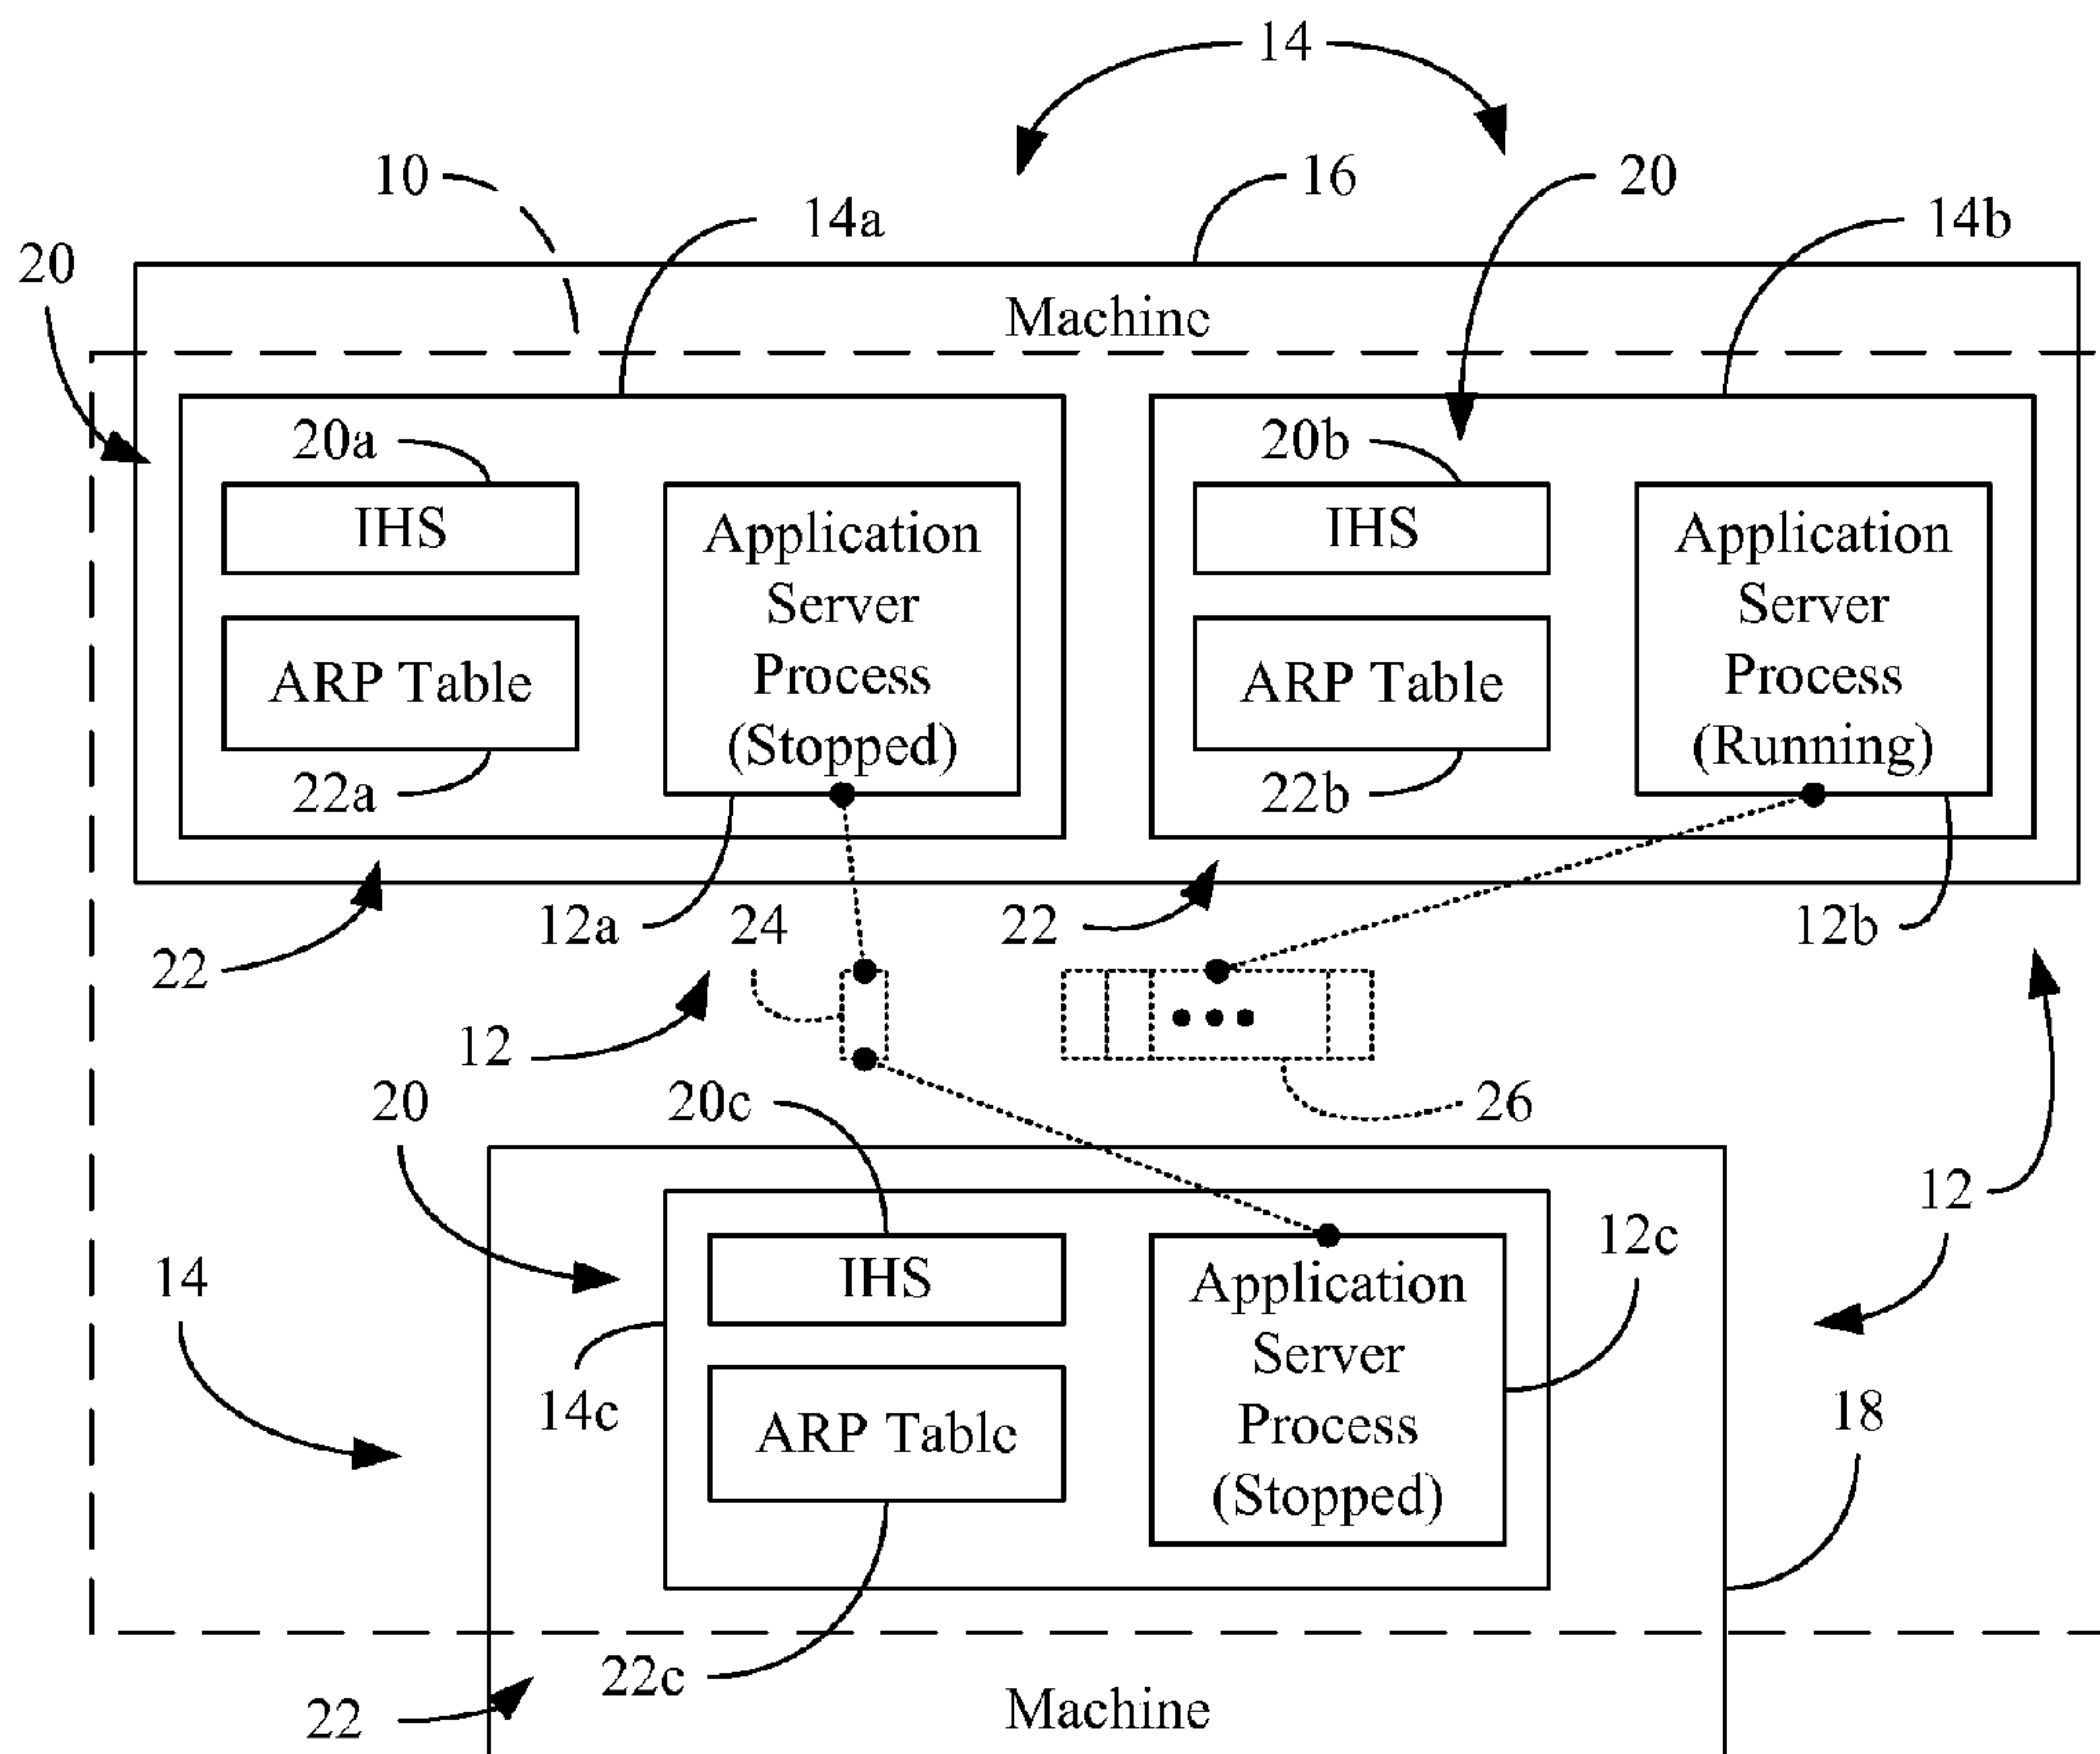 14
10
16
20
14a
14b
20
Machine
20a
20b
IHS
Application
Server
Process
(Stopped)
IHS
Application
Server
Process
(Running)
ARP Table
ARP Table
22a
22b
22
12a
24
22
12b
12
20
20c
26
12
14
IHS
Application
Server
Process
(Stopped)
12c
14c
ARP Table
18
22c
22
Machine